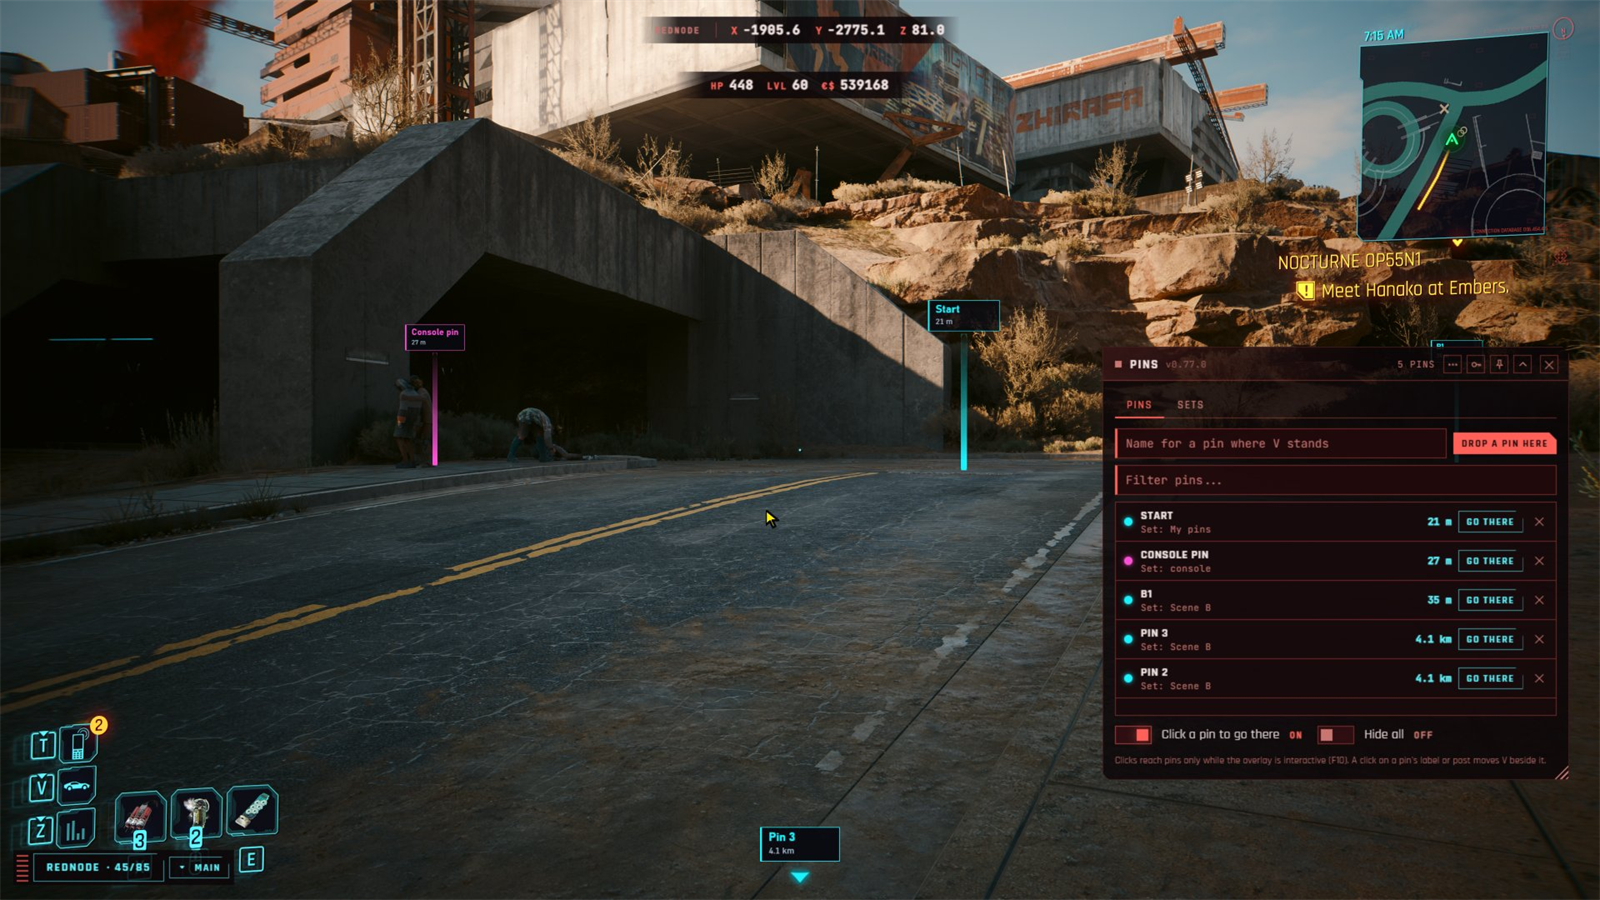 REDNODE X -1905.6 Y -2775.1 Z 81.0
HP 448 LVL 60 €$ 539168
ZHIRAFA
7:15 AM
NOCTURNE OP55N1
Meet Hanako at Embers.
Console pin
27 m
Start
21 m
B1
PINS v0.77.0 5 PINS
PINS SETS
Name for a pin where V stands
DROP A PIN HERE
Filter pins...
START
Set: My pins
21 m GO THERE
CONSOLE PIN
Set: console
27 m GO THERE
B1
Set: Scene B
35 m GO THERE
PIN 3
Set: Scene B
4.1 km GO THERE
PIN 2
Set: Scene B
4.1 km GO THERE
Click a pin to go there ON Hide all OFF
Clicks reach pins only while the overlay is interactive (F10). A click on a pin's label or post moves V beside it.
Pin 3
4.1 km
T
2
V
Z
3
2
E
REDNODE · 45/85
MAIN